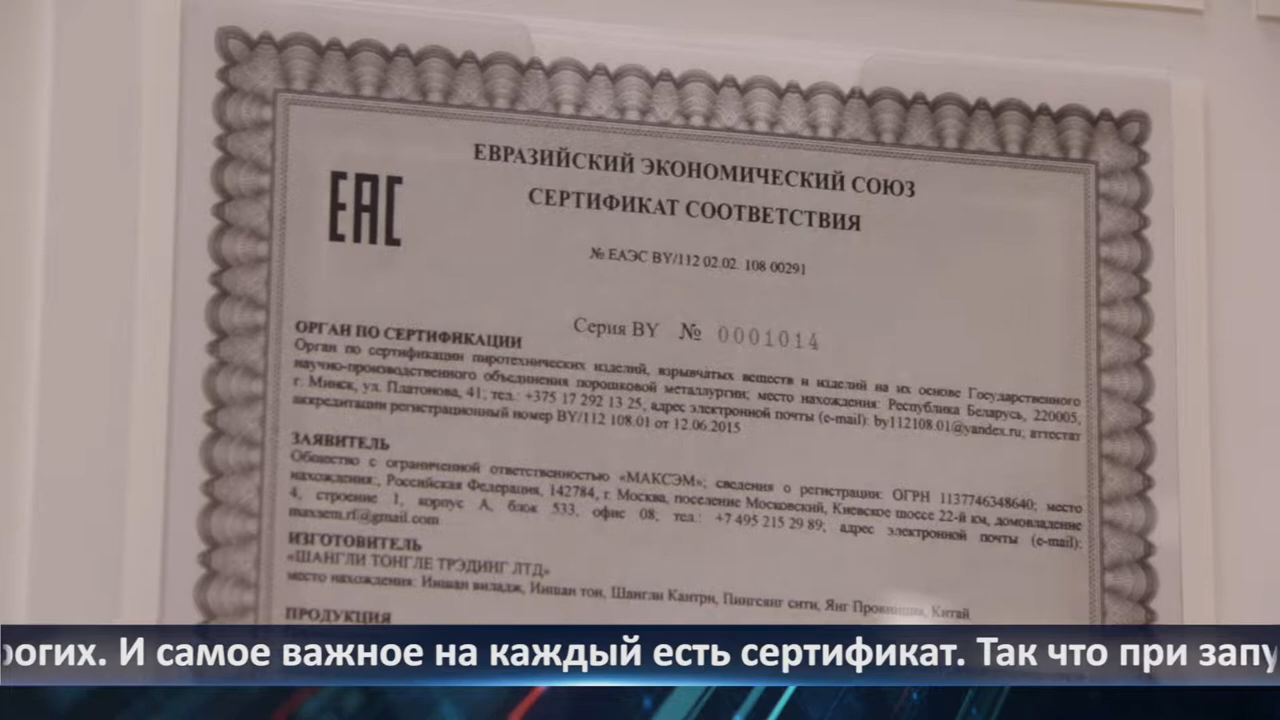 EAC
ЕВРАЗИЙСКИЙ ЭКОНОМИЧЕСКИЙ СОЮЗ
СЕРТИФИКАТ СООТВЕТСТВИЯ
№ ЕАЭС BY/112 02.02. 108 00291
Серия BY № 0001014
ОРГАН ПО СЕРТИФИКАЦИИ
Орган по сертификации пиротехнических изделий, взрывчатых веществ и изделий на их основе Государственного
научно-производственного объединения порошковой металлургии; место нахождения: Республика Беларусь, 220005,
г. Минск, ул. Платонова, 41; тел.: +375 17 292 13 25, адрес электронной почты (e-mail): by112108.01@yandex.ru; аттестат
аккредитации регистрационный номер BY/112 108.01 от 12.06.2015
ЗАЯВИТЕЛЬ
Общество с ограниченной ответственностью «МАКСЭМ»; сведения о регистрации: ОГРН 1137746348640; место
нахождения:, Российская Федерация, 142784, г. Москва, поселение Московский, Киевское шоссе 22-й км, домовладение
4, строение 1, корпус А, блок 533, офис 08; тел.: +7 495 215 29 89; адрес электронной почты (e-mail):
maxsem.rf@gmail.com
ИЗГОТОВИТЕЛЬ
«ШАНГЛИ ТОНГЛЕ ТРЭДИНГ ЛТД»
место нахождения: Иншан виладж, Иншан тон, Шангли Кантри, Пингсянг сити, Янг Провинция, Китай
ПРОДУКЦИЯ
рогих. И самое важное на каждый есть сертификат. Так что при запу